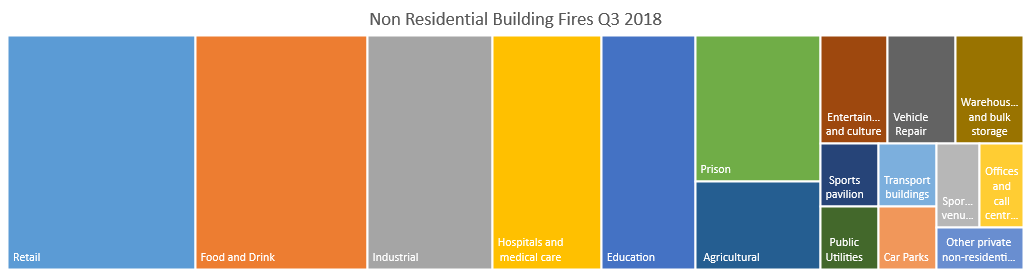 Non Residential Building Fires Q3 2018
Retail
Food and Drink
Industrial
Hospitals and
medical care
Education
Prison
Agricultural
Entertain...
and culture
Vehicle
Repair
Warehous...
and bulk
storage
Sports
pavilion
Transport
buildings
Spor...
venu...
Offices
and
call
centr...
Public
Utilities
Car Parks
Other private
non-residenti...